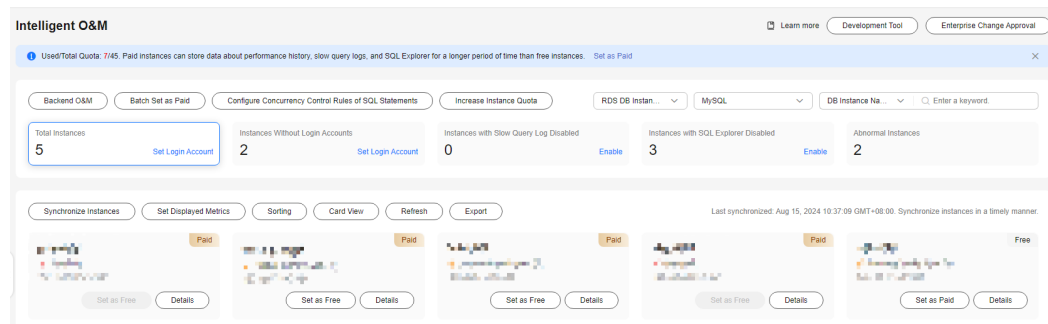 Intelligent O&M Learn more Development Tool Enterprise Change Approval
Used/Total Quota: 7/45. Paid instances can store data about performance history, slow query logs, and SQL Explorer for a longer period of time than free instances. Set as Paid
Backend O&M Batch Set as Paid Configure Concurrency Control Rules of SQL Statements Increase Instance Quota RDS DB Instan... MySQL DB Instance Na... Enter a keyword.
Total Instances Instances Without Login Accounts Instances with Slow Query Log Disabled Instances with SQL Explorer Disabled Abnormal Instances
5 Set Login Account 2 Set Login Account 0 Enable 3 Enable 2
Synchronize Instances Set Displayed Metrics Sorting Card View Refresh Export Last synchronized: Aug 15, 2024 10:37:09 GMT+08:00. Synchronize instances in a timely manner.
Paid Paid Paid Paid Free
Set as Free Details Set as Free Details Set as Free Details Set as Free Details Set as Paid Details